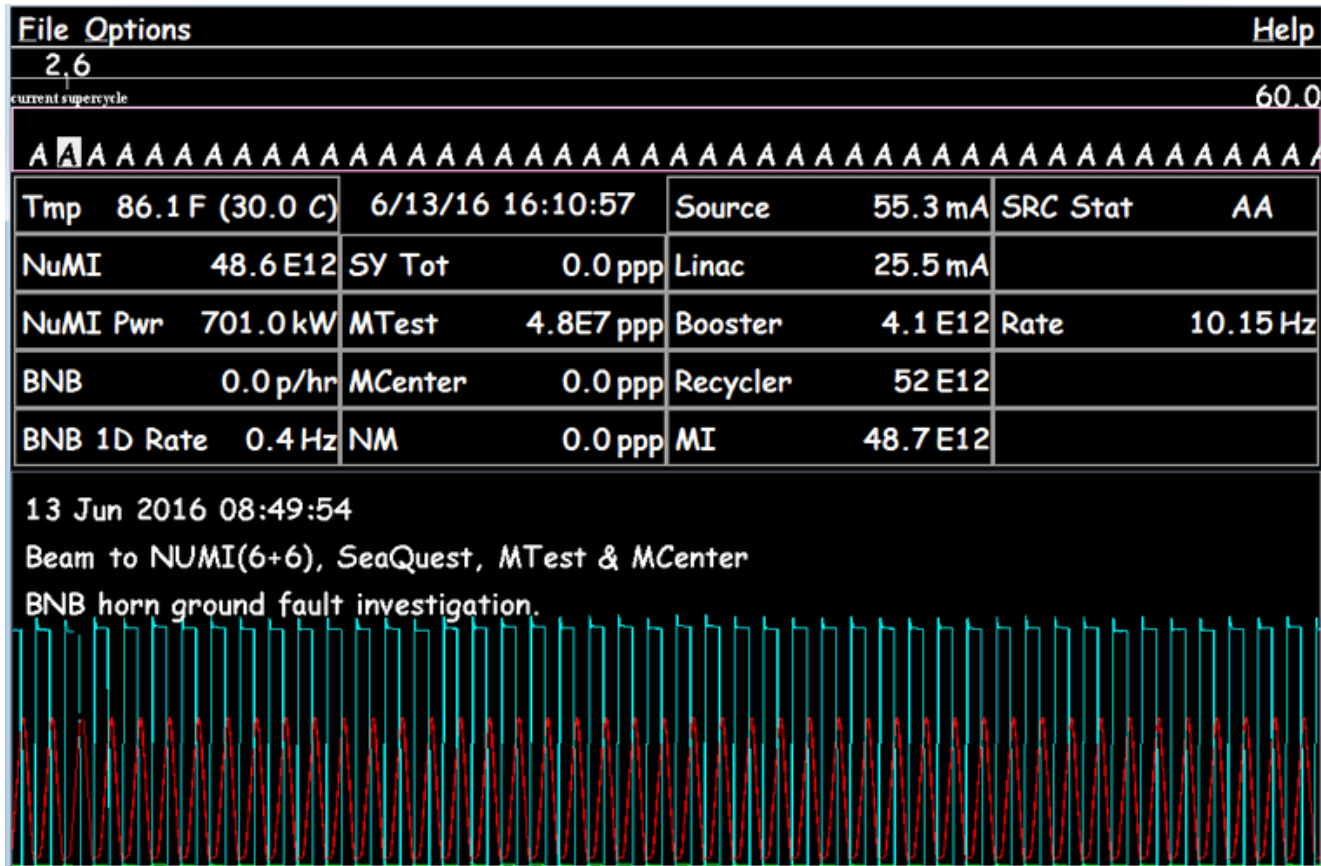 File Options Help
2.6
current supercycle 60.0
A A A A A A A A A A A A A A A A A A A A A A A A A A A A A A A A A A A A A A A A A A A A A
Tmp 86.1 F (30.0 C) 6/13/16 16:10:57 Source 55.3 mA SRC Stat AA
NuMI 48.6 E12 SY Tot 0.0 ppp Linac 25.5 mA
NuMI Pwr 701.0 kW MTest 4.8E7 ppp Booster 4.1 E12 Rate 10.15 Hz
BNB 0.0 p/hr MCenter 0.0 ppp Recycler 52 E12
BNB 1D Rate 0.4 Hz NM 0.0 ppp MI 48.7 E12
13 Jun 2016 08:49:54
Beam to NUMI(6+6), SeaQuest, MTest & MCenter
BNB horn ground fault investigation.